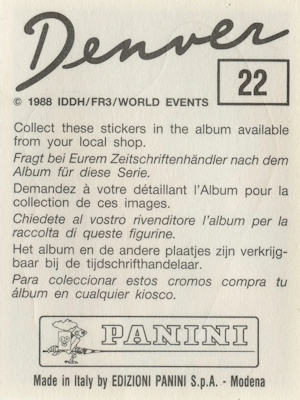 Denver
22
© 1988 IDDH/FR3/WORLD EVENTS
Collect these stickers in the album available
from your local shop.
Fragt bei Eurem Zeitschriftenhändler nach dem
Album für diese Serie.
Demandez à votre détaillant l'Album pour la
collection de ces images.
Chiedete al vostro rivenditore l'album per la
raccolta di queste figurine.
Het album en de andere plaatjes zijn verkrijg-
baar bij de tijdschrifthandelaar.
Para coleccionar estos cromos compra tu
álbum en cualquier kiosco.
PANINI
Made in Italy by EDIZIONI PANINI S.p.A. - Modena